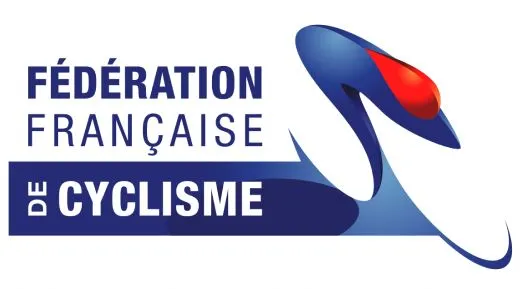 FÉDÉRATION
FRANÇAISE
DE CYCLISME